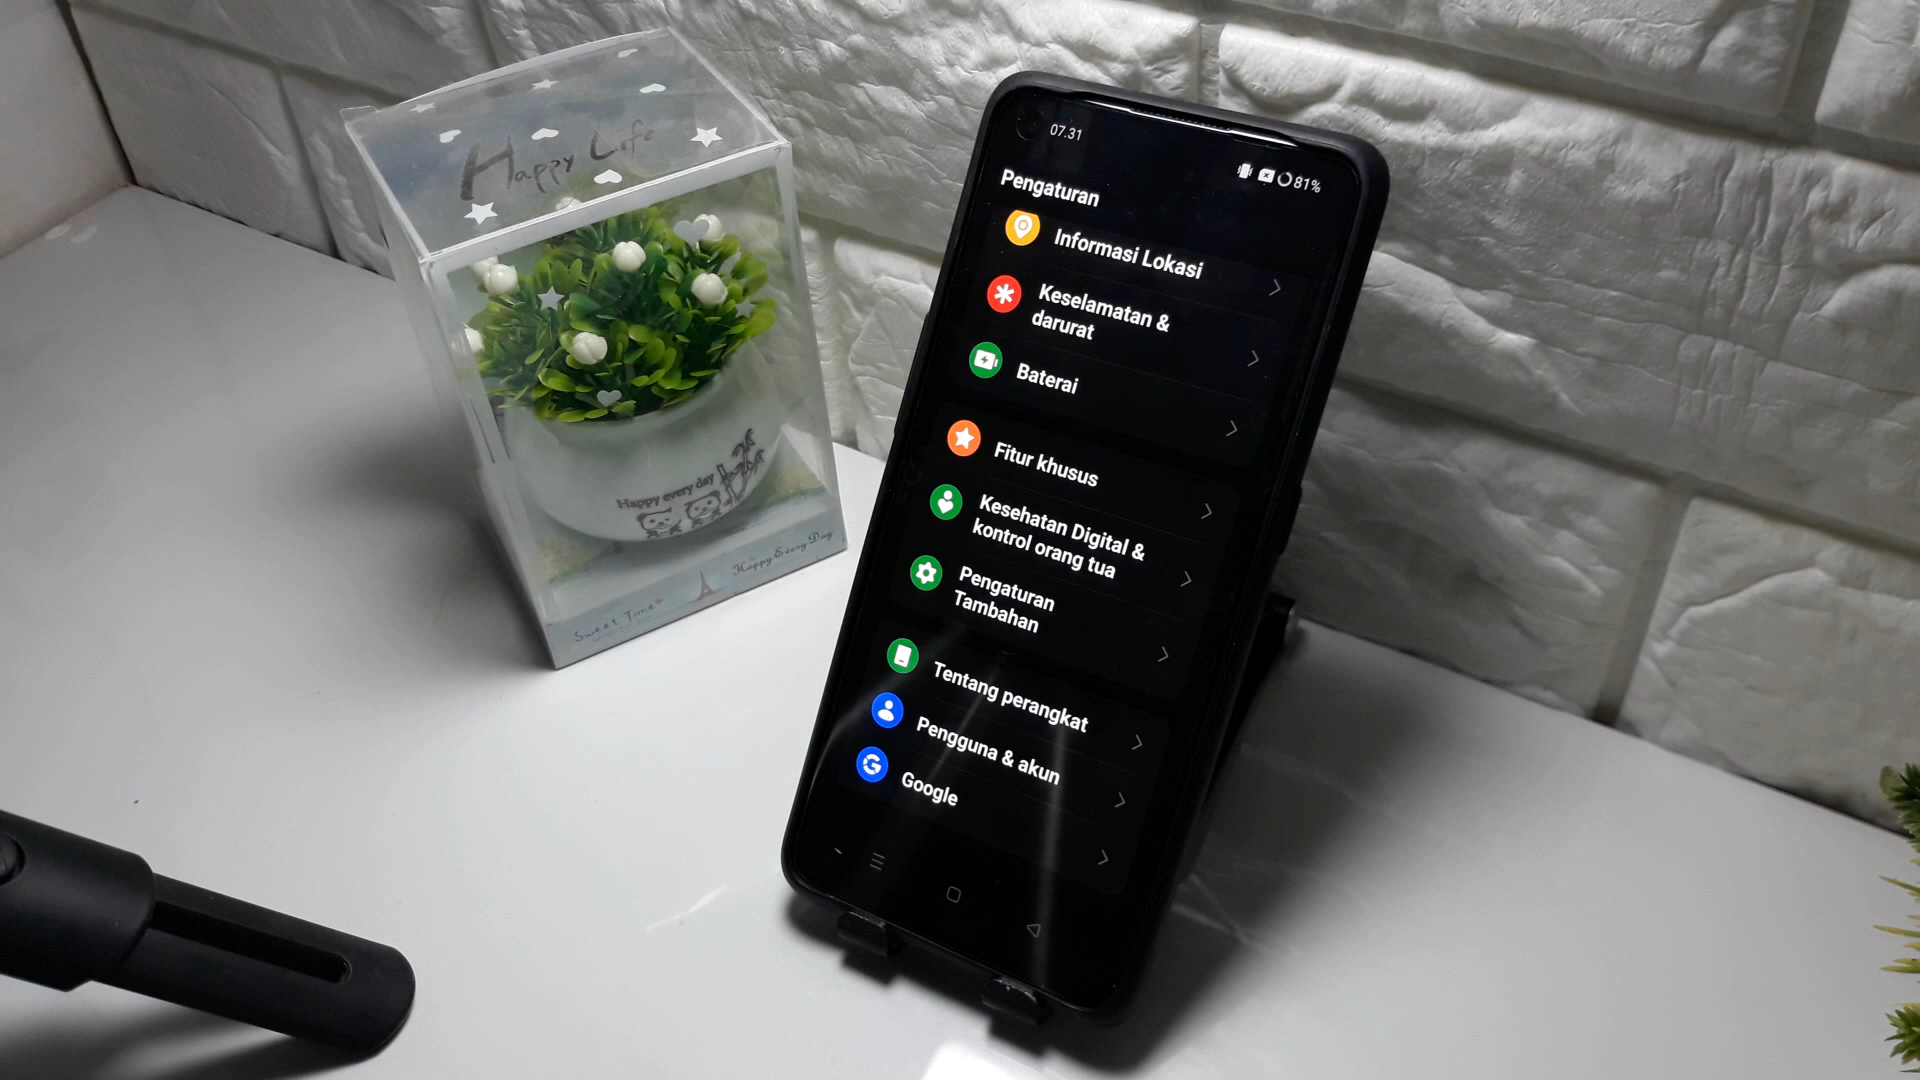 Happy Life
Happy every day
Happy Every Day
Sweet Time
07.31
81%
Pengaturan
Informasi Lokasi
Keselamatan &
darurat
Baterai
Fitur khusus
Kesehatan Digital &
kontrol orang tua
Pengaturan
Tambahan
Tentang perangkat
Pengguna & akun
Google